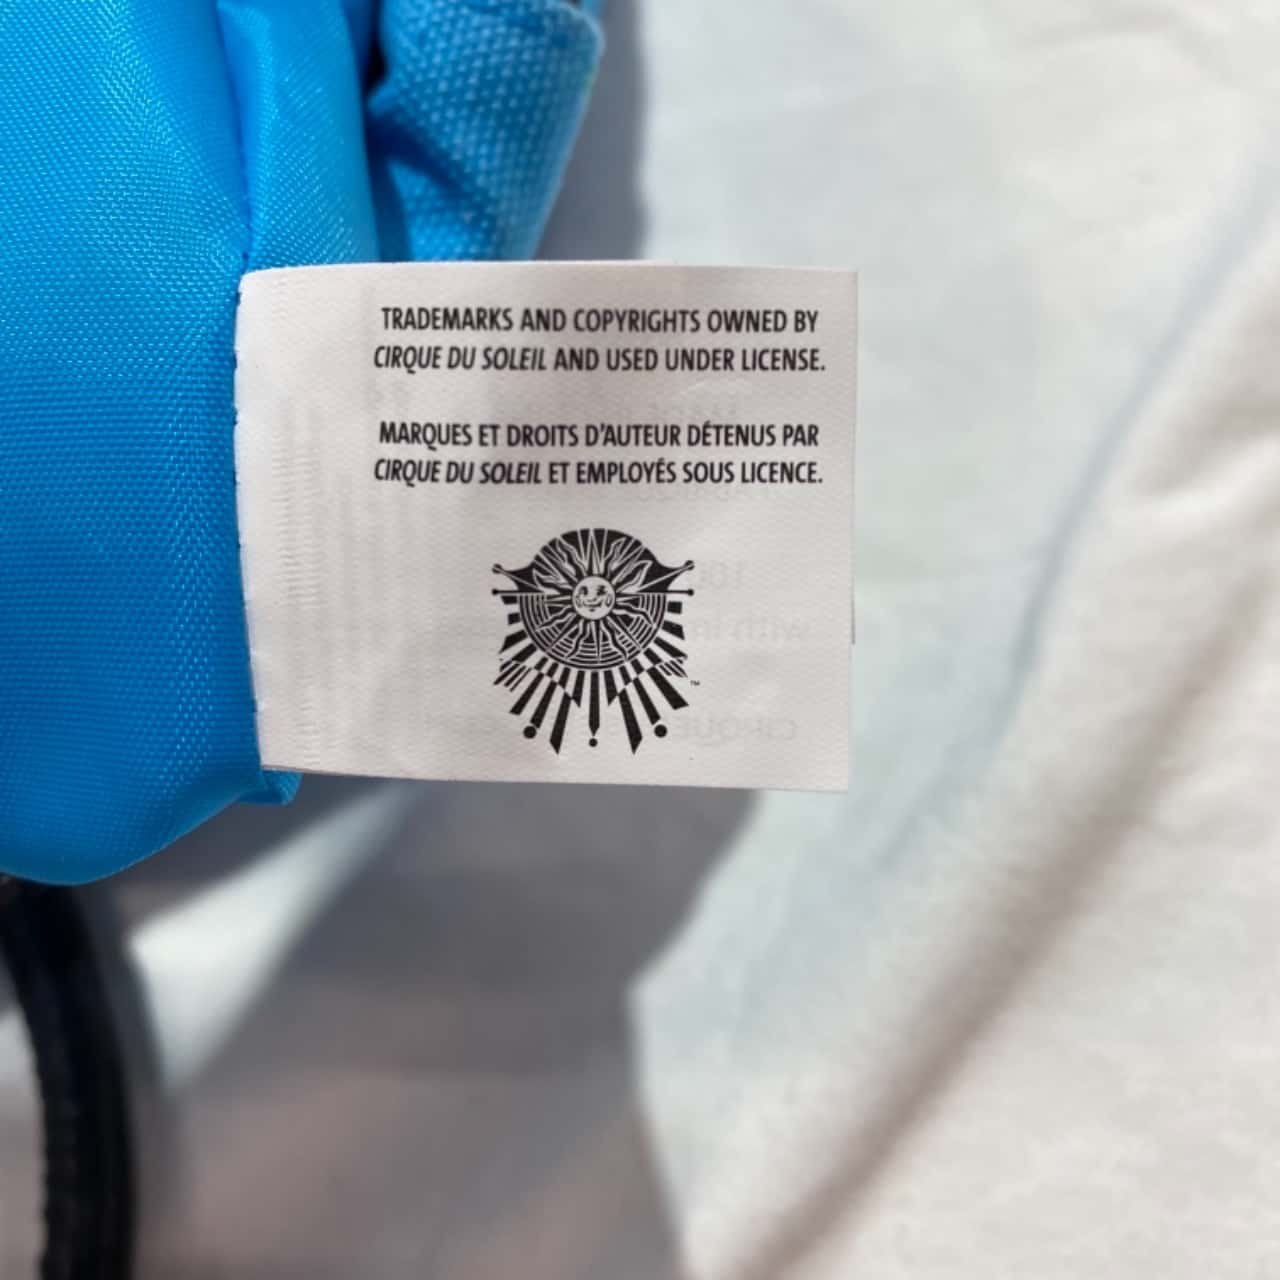 TRADEMARKS AND COPYRIGHTS OWNED BY
CIRQUE DU SOLEIL AND USED UNDER LICENSE.
MARQUES ET DROITS D'AUTEUR DÉTENUS PAR
CIRQUE DU SOLEIL ET EMPLOYÉS SOUS LICENCE.
TM